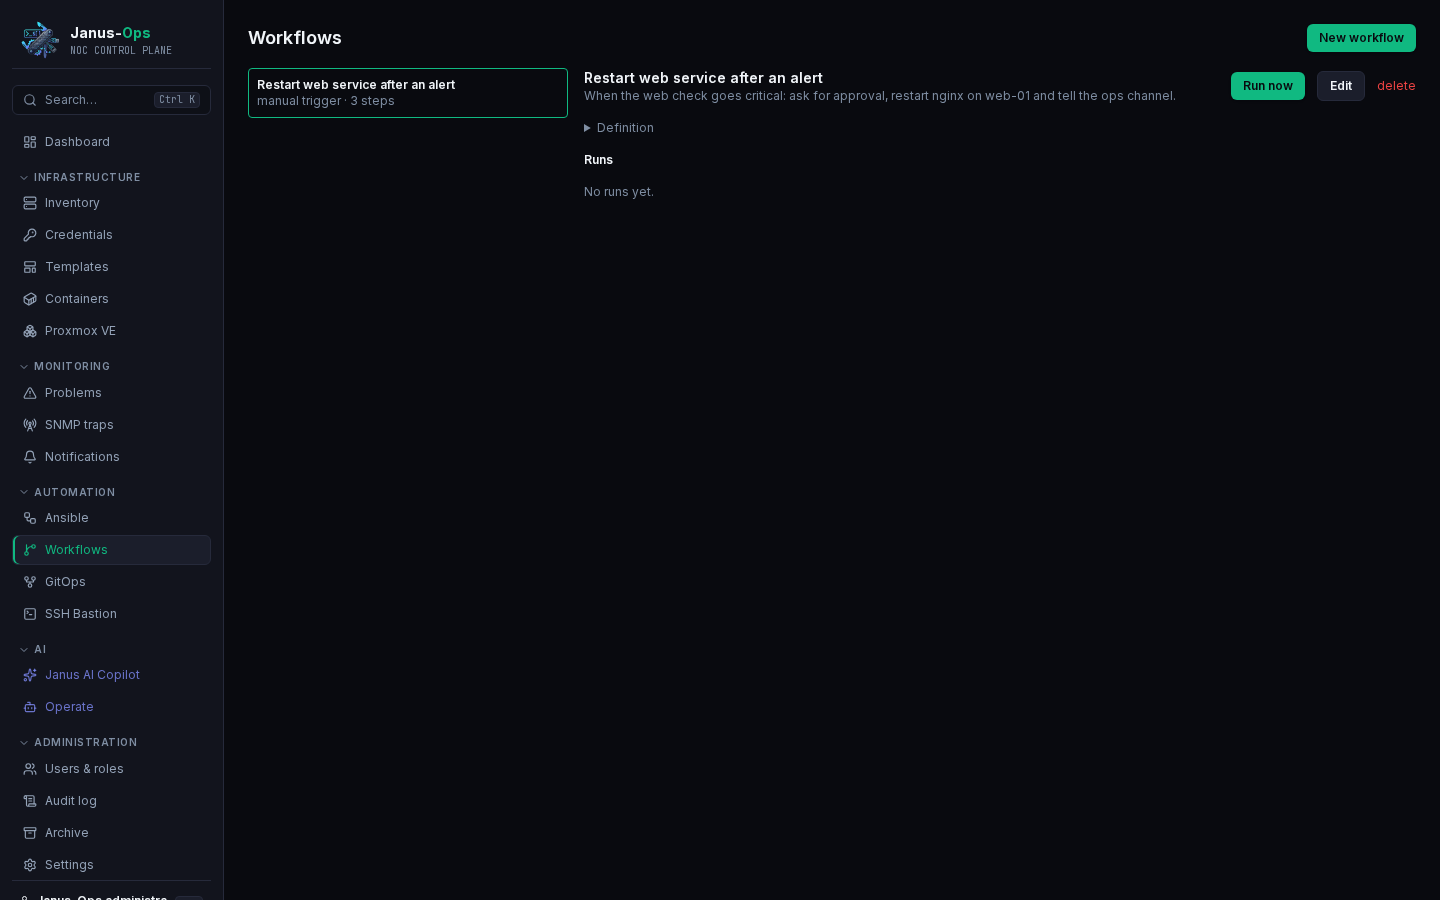 Janus-Ops
NOC CONTROL PLANE
Search…
Ctrl K
Dashboard
INFRASTRUCTURE
Inventory
Credentials
Templates
Containers
Proxmox VE
MONITORING
Problems
SNMP traps
Notifications
AUTOMATION
Ansible
Workflows
GitOps
SSH Bastion
AI
Janus AI Copilot
Operate
ADMINISTRATION
Users & roles
Audit log
Archive
Settings
Janus-Ops administra
Workflows
New workflow
Restart web service after an alert
manual trigger · 3 steps
Restart web service after an alert
When the web check goes critical: ask for approval, restart nginx on web-01 and tell the ops channel.
Run now
Edit
delete
Definition
Runs
No runs yet.